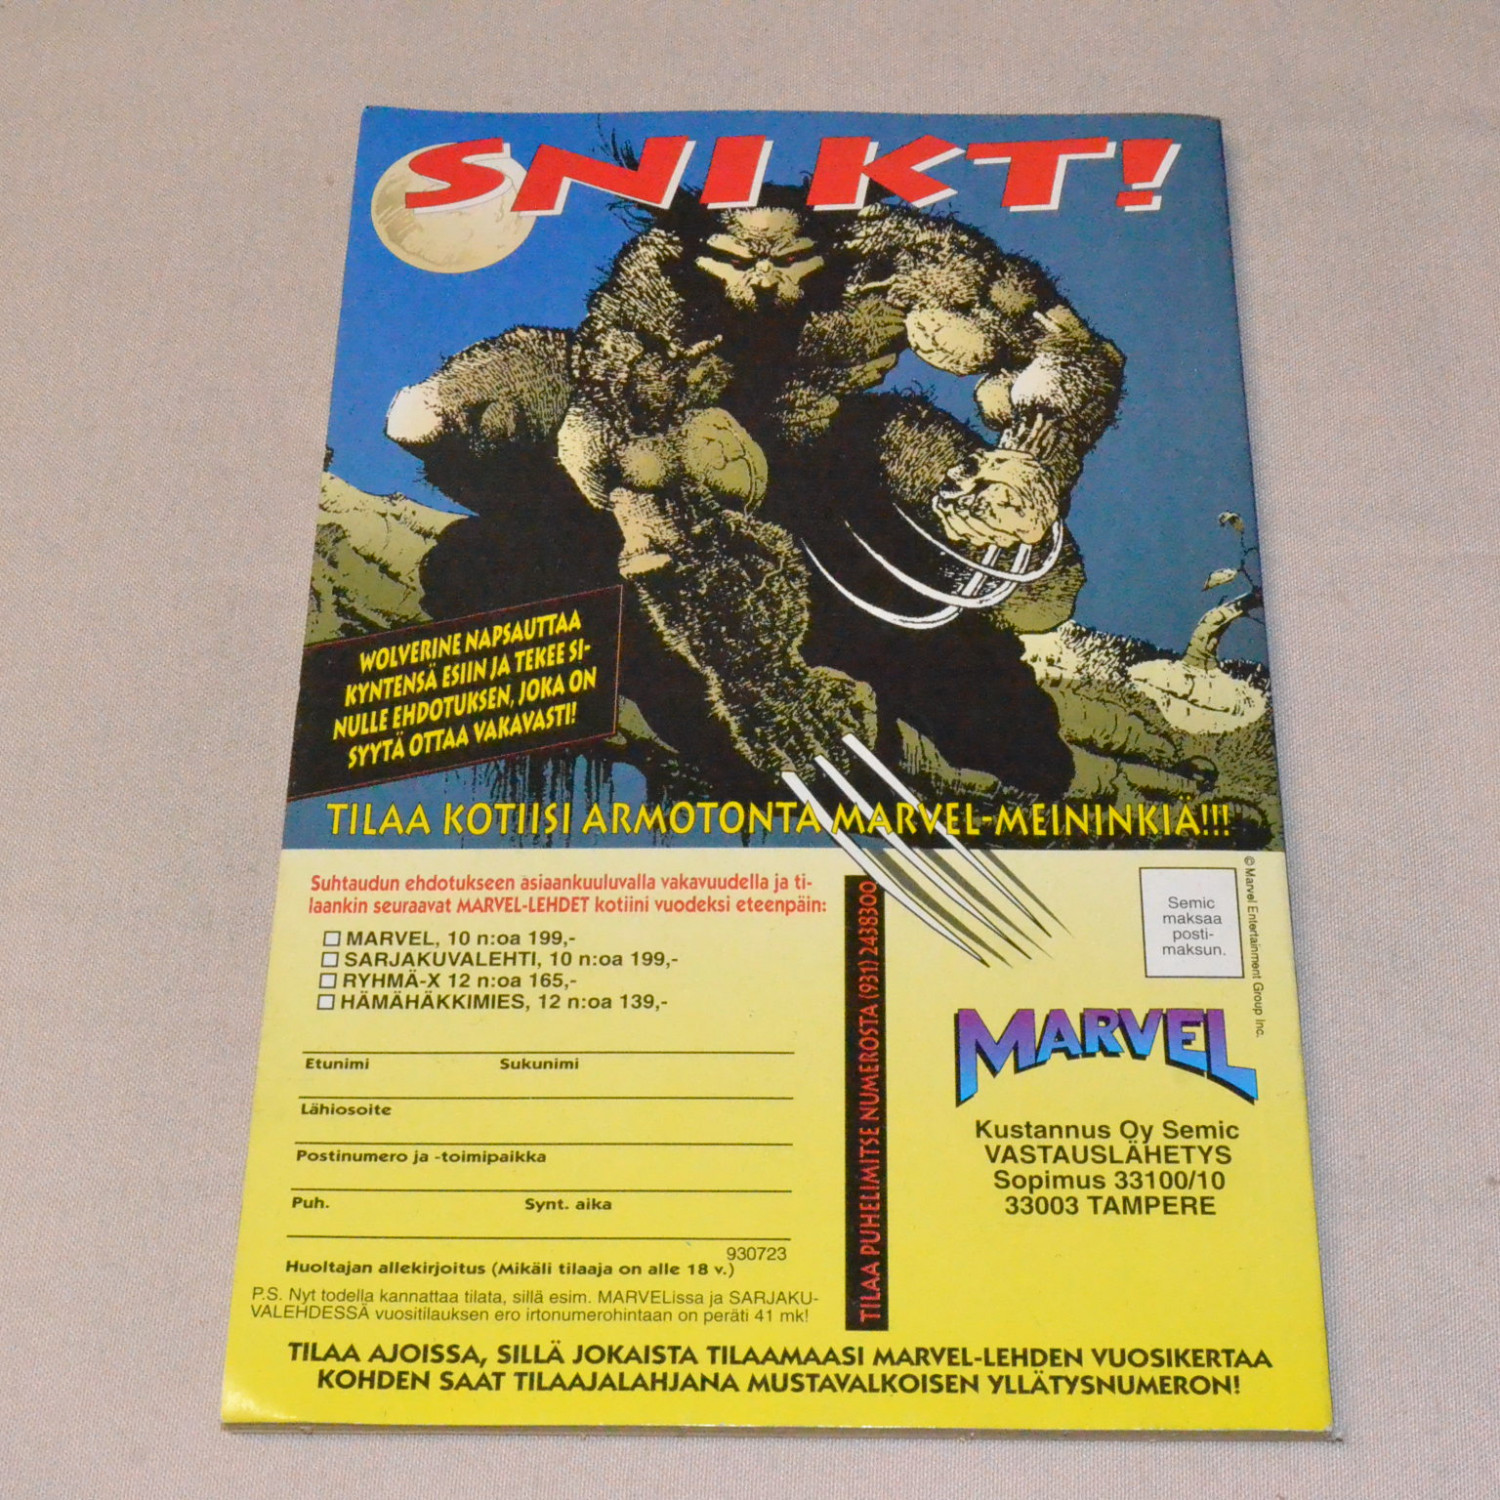 SNIKT!
WOLVERINE NAPSAUTTAA
KYNTENSÄ ESIIN JA TEKEE SI-
NULLE EHDOTUKSEN, JOKA ON
SYYTÄ OTTAA VAKAVASTI!
TILAA KOTIISI ARMOTONTA MARVEL-MEININKIÄ!!!
Suhtaudun ehdotukseen asiaankuuluvalla vakavuudella ja ti-
laankin seuraavat MARVEL-LEHDET kotiini vuodeksi eteenpäin:
MARVEL, 10 n:oa 199,-
SARJAKUVALEHTI, 10 n:oa 199,-
RYHMÄ-X 12 n:oa 165,-
HÄMÄHÄKKIMIES, 12 n:oa 139,-
Etunimi Sukunimi
Lähiosoite
Postinumero ja -toimipaikka
Puh. Synt. aika
930723
Huoltajan allekirjoitus (Mikäli tilaaja on alle 18 v.)
P.S. Nyt todella kannattaa tilata, sillä esim. MARVELissa ja SARJAKU-
VALEHDESSÄ vuositilauksen ero irtonumerohintaan on peräti 41 mk!
TILAA PUHELIMITSE NUMEROSTA (931) 2438300
Semic
maksaa
posti-
maksun.
© Marvel Entertainment Group Inc.
MARVEL
Kustannus Oy Semic
VASTAUSLÄHETYS
Sopimus 33100/10
33003 TAMPERE
TILAA AJOISSA, SILLÄ JOKAISTA TILAAMAASI MARVEL-LEHDEN VUOSIKERTAA
KOHDEN SAAT TILAAJALAHJANA MUSTAVALKOISEN YLLÄTYSNUMERON!